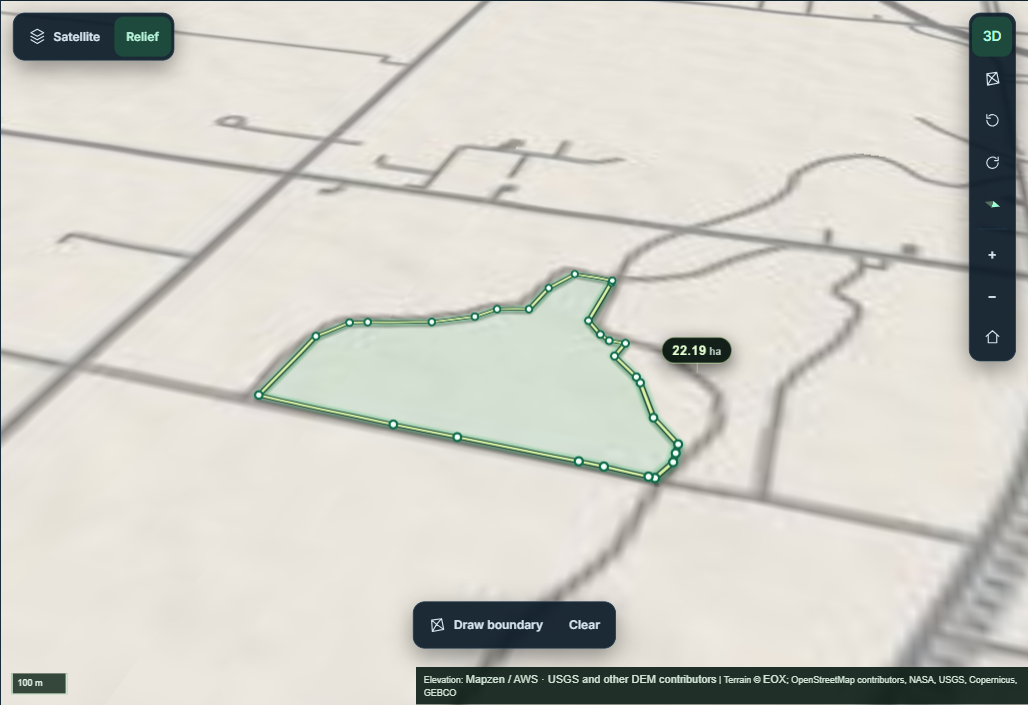 Satellite
Relief
3D
+
−
22.19 ha
Draw boundary
Clear
100 m
Elevation: Mapzen / AWS · USGS and other DEM contributors | Terrain © EOX; OpenStreetMap contributors, NASA, USGS, Copernicus,
GEBCO